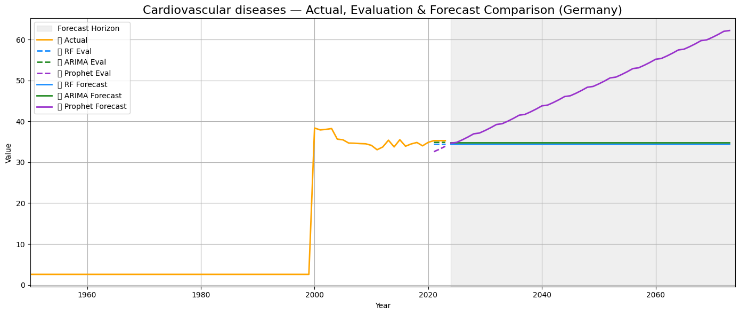 Cardiovascular diseases — Actual, Evaluation & Forecast Comparison (Germany)
Forecast Horizon
▯ Actual
▯ RF Eval
▯ ARIMA Eval
▯ Prophet Eval
▯ RF Forecast
▯ ARIMA Forecast
▯ Prophet Forecast
60
50
40
30
20
10
0
Value
1960 1980 2000 2020 2040 2060
Year